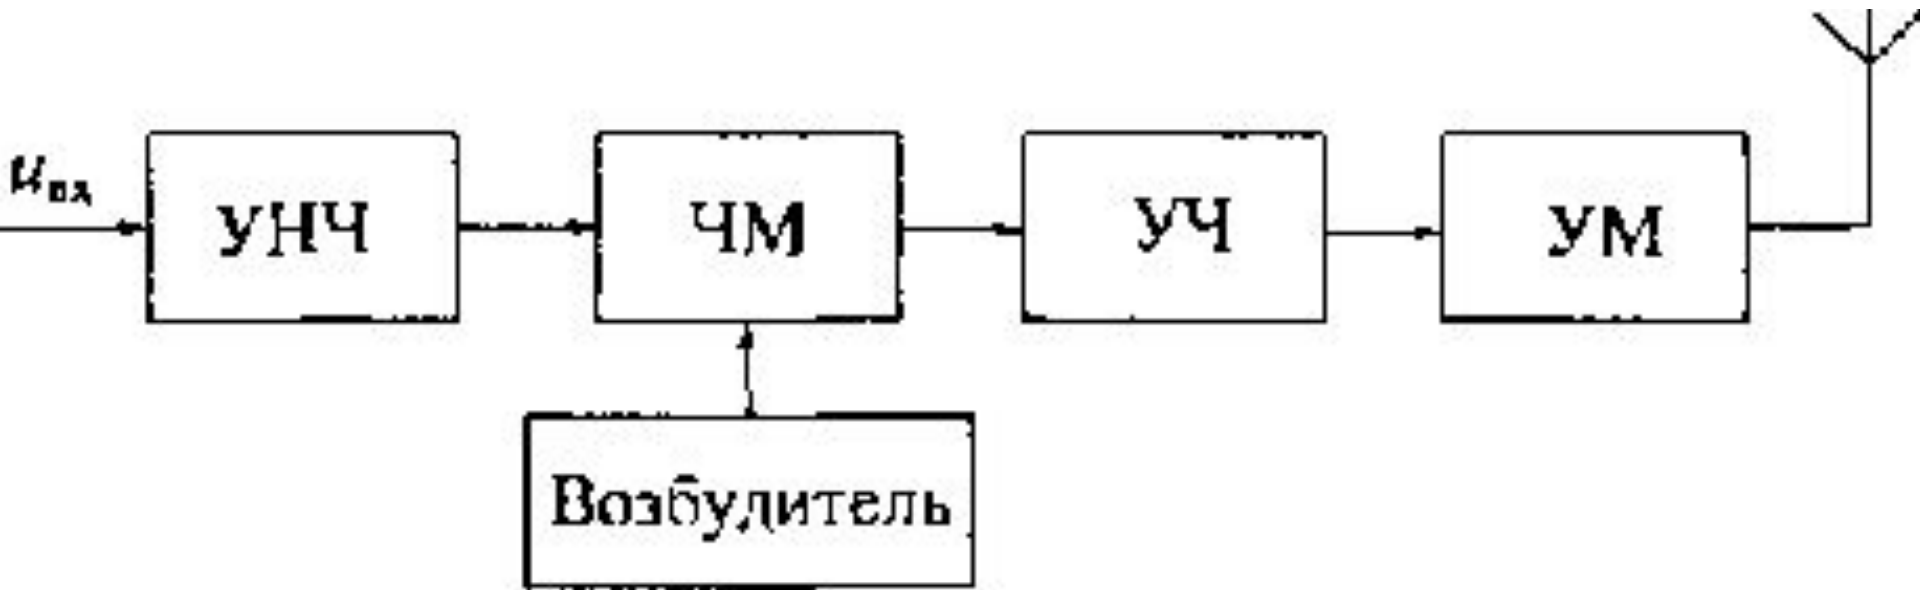 uвх
УНЧ
ЧМ
УЧ
УМ
Возбудитель